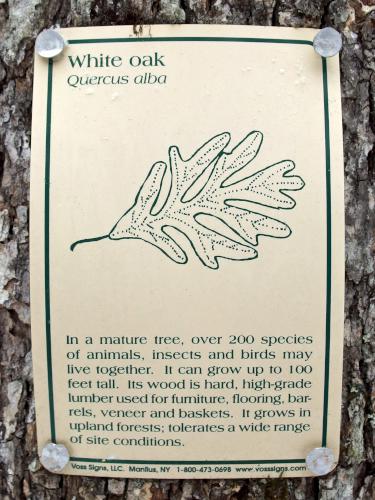 White oak
Quercus alba
In a mature tree, over 200 species
of animals, insects and birds may
live together. It can grow up to 100
feet tall. Its wood is hard, high-grade
lumber used for furniture, flooring, bar-
rels, veneer and baskets. It grows in
upland forests; tolerates a wide range
of site conditions.
Voss Signs, LLC. Manlius, NY 1-800-473-0698 www.vosssigns.com